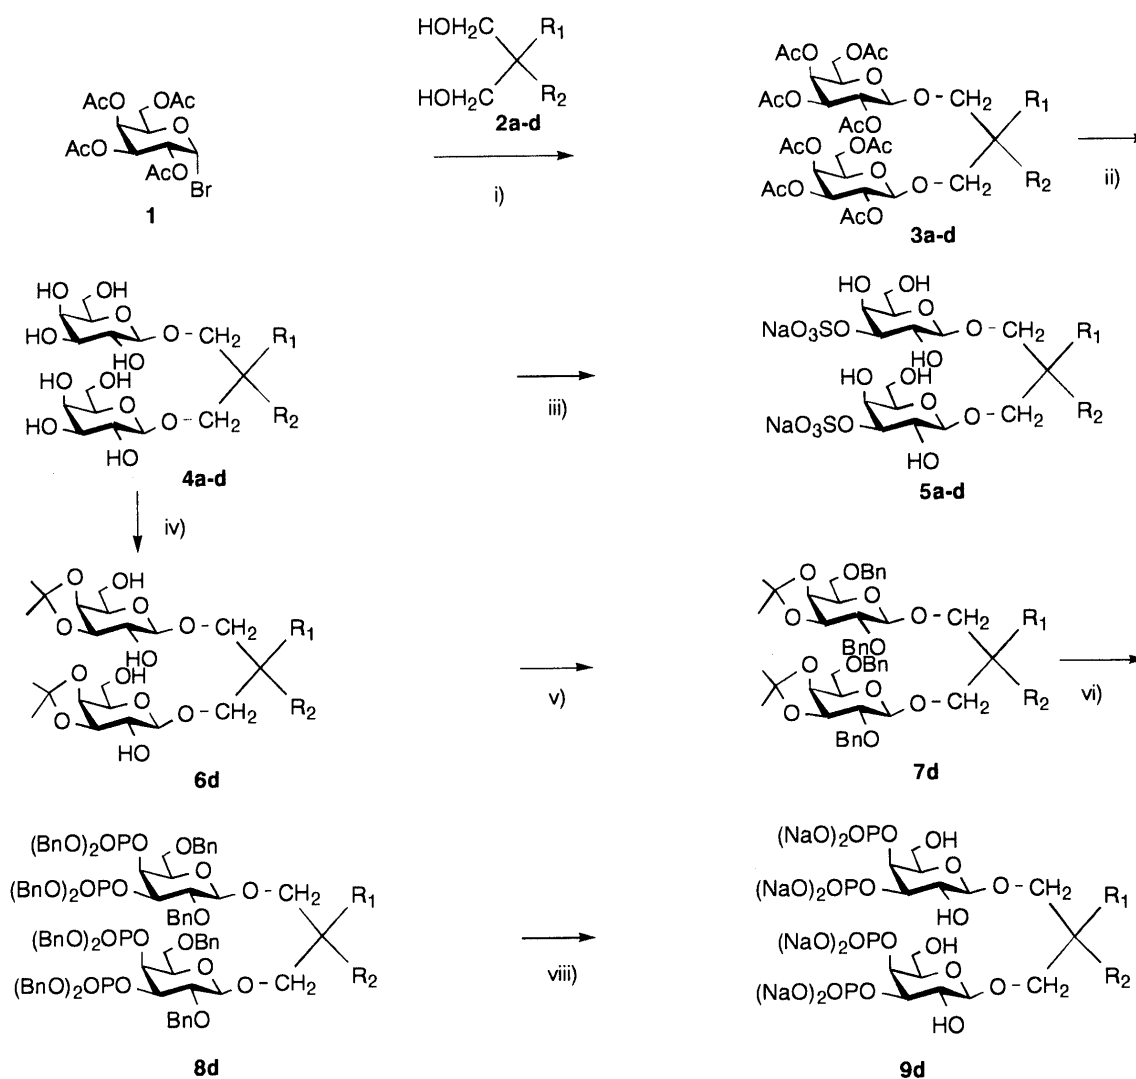 HOH₂C R₁
HOH₂C R₂
2a-d
AcO OAc
AcO
AcO
Br
1
i)
AcO OAc
AcO
AcO
O-CH₂ R₁
AcO OAc
AcO
AcO
O-CH₂ R₂
3a-d
ii)
HO OH
HO
HO
O-CH₂ R₁
HO OH
HO
HO
O-CH₂ R₂
4a-d
iii)
HO OH
NaO₃SO
HO
O-CH₂ R₁
HO OH
NaO₃SO
HO
O-CH₂ R₂
5a-d
iv)
O OH
O
HO
O-CH₂ R₁
O OH
O
HO
O-CH₂ R₂
6d
v)
O OBn
O
BnO
O-CH₂ R₁
O OBn
O
BnO
O-CH₂ R₂
7d
vi)
(BnO)₂OPO OBn
(BnO)₂OPO
BnO
O-CH₂ R₁
(BnO)₂OPO OBn
(BnO)₂OPO
BnO
O-CH₂ R₂
8d
viii)
(NaO)₂OPO OH
(NaO)₂OPO
HO
O-CH₂ R₁
(NaO)₂OPO OH
(NaO)₂OPO
HO
O-CH₂ R₂
9d